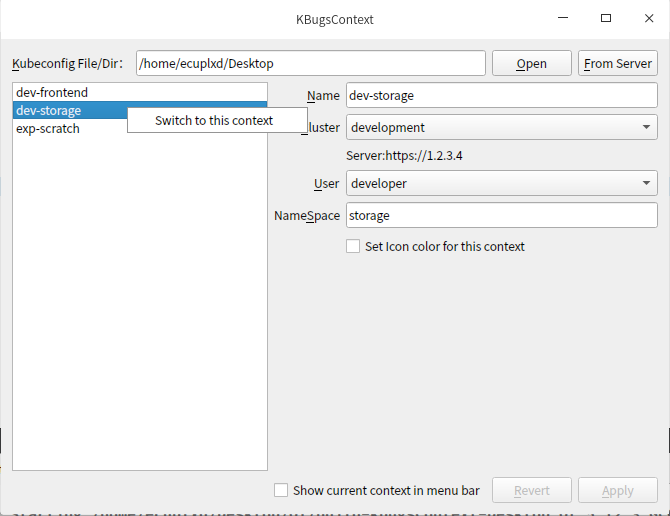 KBugsContext
Kubeconfig File/Dir: /home/ecuplxd/Desktop Open From Server
dev-frontend
dev-storage
exp-scratch
Switch to this context
Name dev-storage
luster development
Server:https://1.2.3.4
User developer
NameSpace storage
Set Icon color for this context
Show current context in menu bar Revert Apply